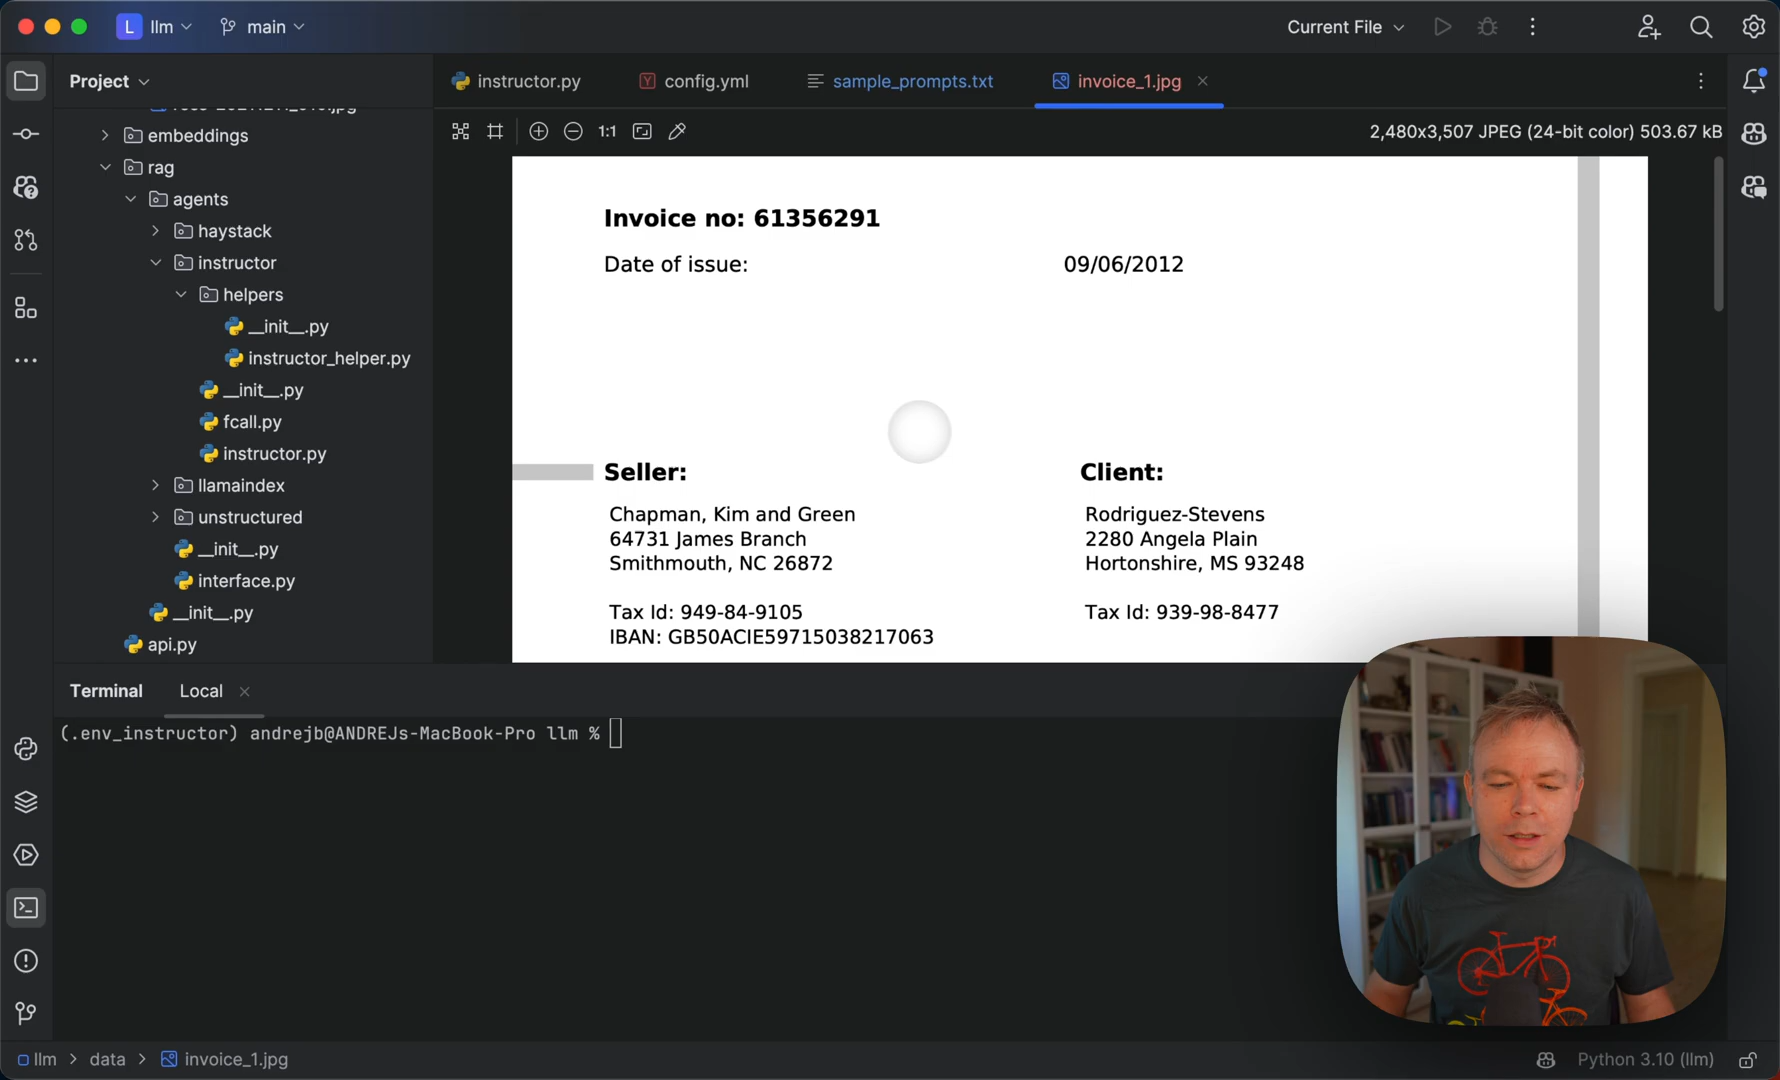 L llm main Current File
Project
instructor.py config.yml sample_prompts.txt invoice_1.jpg
1:1 2,480x3,507 JPEG (24-bit color) 503.67 kB
embeddings
rag
agents
haystack
instructor
helpers
__init__.py
instructor_helper.py
__init__.py
fcall.py
instructor.py
llamaindex
unstructured
__init__.py
interface.py
__init__.py
api.py
Invoice no: 61356291
Date of issue: 09/06/2012
Seller: Client:
Chapman, Kim and Green Rodriguez-Stevens
64731 James Branch 2280 Angela Plain
Smithmouth, NC 26872 Hortonshire, MS 93248
Tax Id: 949-84-9105 Tax Id: 939-98-8477
IBAN: GB50ACIE59715038217063
Terminal Local
(.env_instructor) andrejb@ANDREJs-MacBook-Pro llm %
llm > data > invoice_1.jpg Python 3.10 (llm)